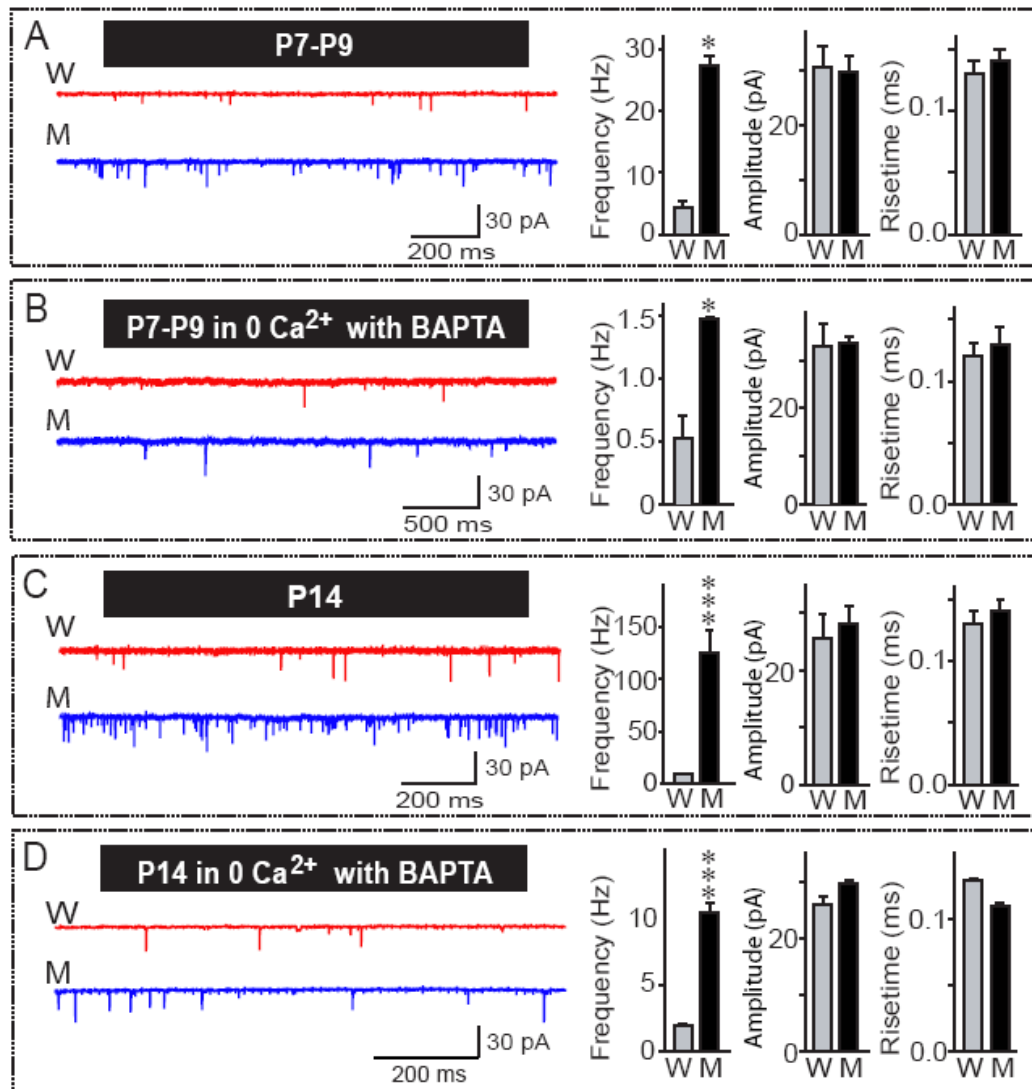 A
P7-P9
W
M
30 pA
200 ms
Frequency (Hz)
30
20
10
0
*
W M
Amplitude (pA)
20
0
W M
Risetime (ms)
0.1
0.0
W M
B
P7-P9 in 0 Ca2+ with BAPTA
W
M
30 pA
500 ms
Frequency (Hz)
1.5
1.0
0.5
0
*
W M
Amplitude (pA)
20
0
W M
Risetime (ms)
0.1
0.0
W M
C
P14
W
M
30 pA
200 ms
Frequency (Hz)
150
100
50
0
***
W M
Amplitude (pA)
20
0
W M
Risetime (ms)
0.1
0.0
W M
D
P14 in 0 Ca2+ with BAPTA
W
M
30 pA
200 ms
Frequency (Hz)
10
5
0
***
W M
Amplitude (pA)
20
0
W M
Risetime (ms)
0.1
0.0
W M